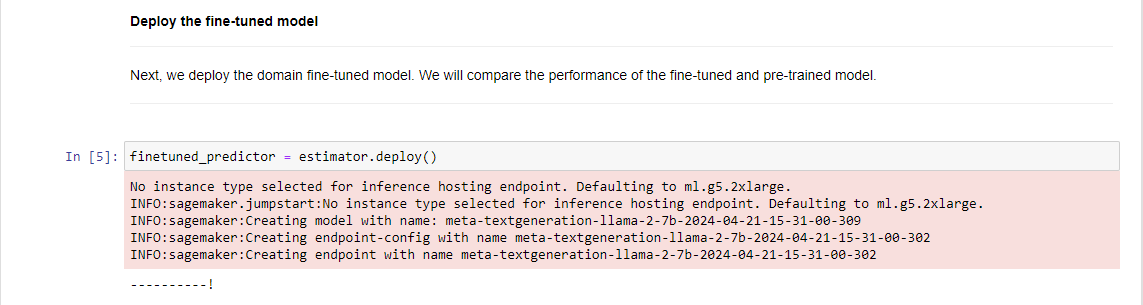 Deploy the fine-tuned model
Next, we deploy the domain fine-tuned model. We will compare the performance of the fine-tuned and pre-trained model.
In [5]: finetuned_predictor = estimator.deploy()
No instance type selected for inference hosting endpoint. Defaulting to ml.g5.2xlarge.
INFO:sagemaker.jumpstart:No instance type selected for inference hosting endpoint. Defaulting to ml.g5.2xlarge.
INFO:sagemaker:Creating model with name: meta-textgeneration-llama-2-7b-2024-04-21-15-31-00-309
INFO:sagemaker:Creating endpoint-config with name meta-textgeneration-llama-2-7b-2024-04-21-15-31-00-302
INFO:sagemaker:Creating endpoint with name meta-textgeneration-llama-2-7b-2024-04-21-15-31-00-302
----------!